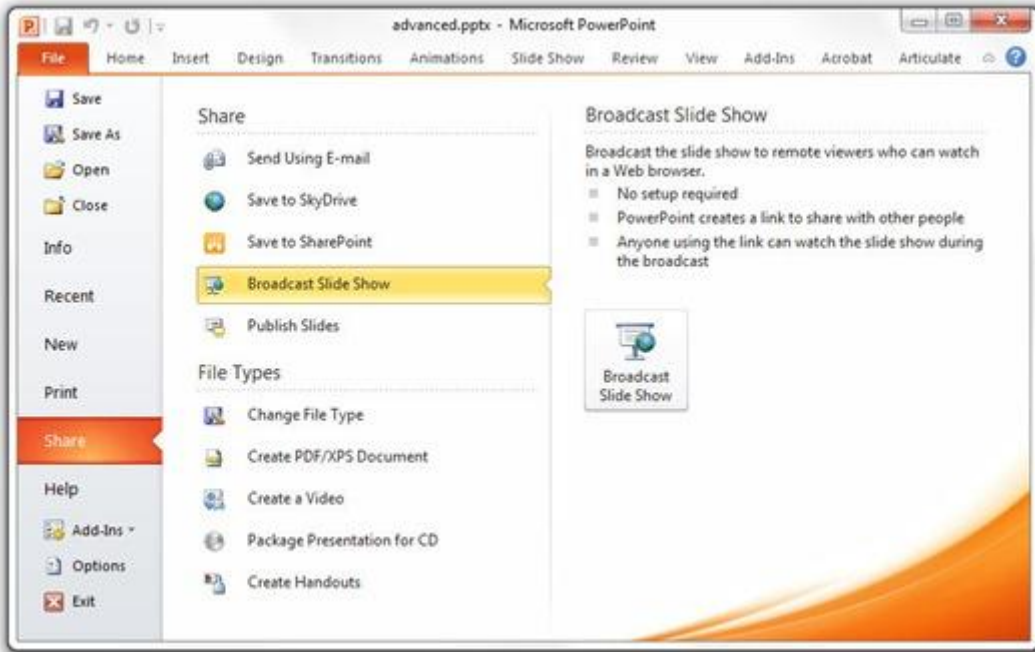 advanced.pptx - Microsoft PowerPoint
File Home Insert Design Transitions Animations Slide Show Review View Add-Ins Acrobat Articulate
Save
Save As
Open
Close
Info
Recent
New
Print
Share
Help
Add-Ins
Options
Exit
Share
Send Using E-mail
Save to SkyDrive
Save to SharePoint
Broadcast Slide Show
Publish Slides
File Types
Change File Type
Create PDF/XPS Document
Create a Video
Package Presentation for CD
Create Handouts
Broadcast Slide Show
Broadcast the slide show to remote viewers who can watch
in a Web browser.
No setup required
PowerPoint creates a link to share with other people
Anyone using the link can watch the slide show during
the broadcast
Broadcast
Slide Show